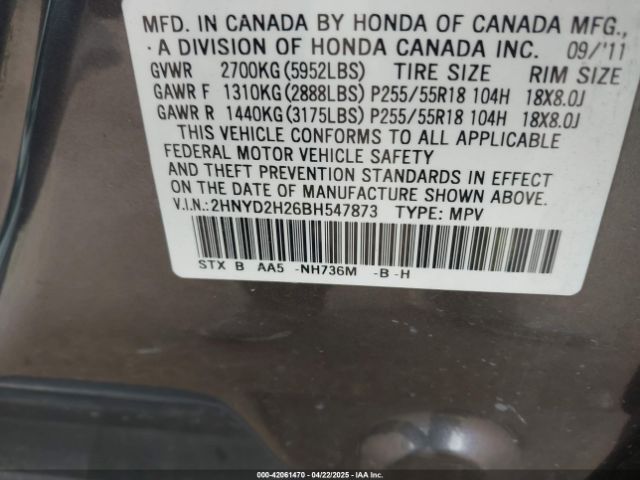 MFD. IN CANADA BY HONDA OF CANADA MFG.,
A DIVISION OF HONDA CANADA INC. 09/'11
GVWR 2700KG(5952LBS) TIRE SIZE RIM SIZE
GAWR F 1310KG(2888LBS) P255/55R18 104H 18X8.0J
GAWR R 1440KG(3175LBS) P255/55R18 104H 18X8.0J
THIS VEHICLE CONFORMS TO ALL APPLICABLE
FEDERAL MOTOR VEHICLE SAFETY
AND THEFT PREVENTION STANDARDS IN EFFECT
ON THE DATE OF MANUFACTURE SHOWN ABOVE.
V.I.N.: 2HNYD2H26BH547873 TYPE: MPV
STX B AA5 -NH736M -B -H
000-42061470 04/22/2025 IAAI.com